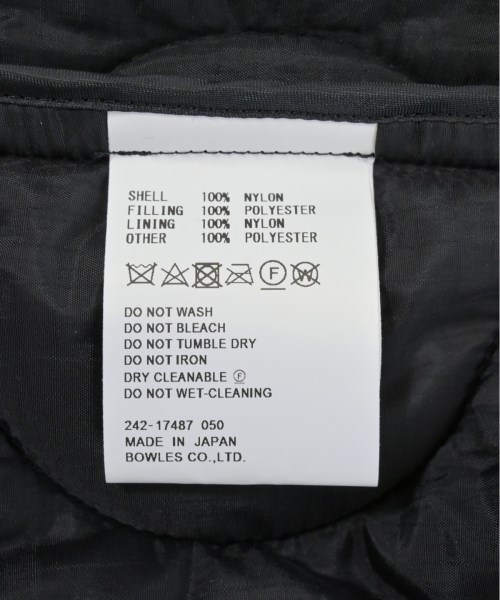 SHELL 100% NYLON
FILLING 100% POLYESTER
LINING 100% NYLON
OTHER 100% POLYESTER
F W
DO NOT WASH
DO NOT BLEACH
DO NOT TUMBLE DRY
DO NOT IRON
DRY CLEANABLE Ⓕ
DO NOT WET-CLEANING
242-17487 050
MADE IN JAPAN
BOWLES CO.,LTD.